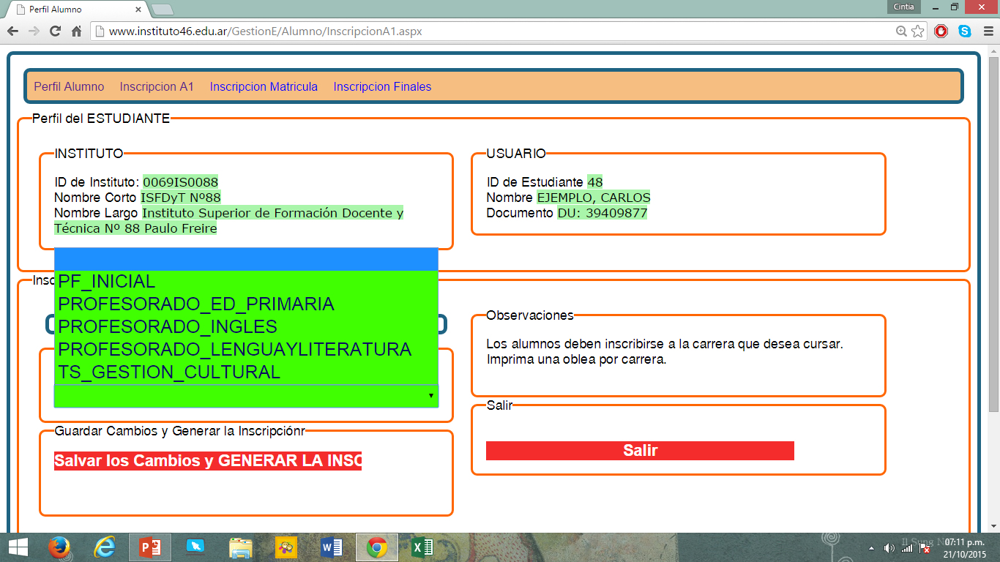 Perfil Alumno
Cintia
www.instituto46.edu.ar/GestionE/Alumno/InscripcionA1.aspx
Perfil Alumno Inscripcion A1 Inscripcion Matricula Inscripcion Finales
Perfil del ESTUDIANTE
INSTITUTO
ID de Instituto: 0069IS0088
Nombre Corto ISFDyT Nº88
Nombre Largo Instituto Superior de Formación Docente y
Técnica Nº 88 Paulo Freire
USUARIO
ID de Estudiante 48
Nombre EJEMPLO, CARLOS
Documento DU: 39409877
Insc
PF_INICIAL
PROFESORADO_ED_PRIMARIA
PROFESORADO_INGLES
PROFESORADO_LENGUAYLITERATURA
TS_GESTION_CULTURAL
Observaciones
Los alumnos deben inscribirse a la carrera que desea cursar.
Imprima una oblea por carrera.
Guardar Cambios y Generar la Inscripciónr
Salvar los Cambios y GENERAR LA INSC
Salir
Salir
Il Sung N
07:11 p.m.
21/10/2015